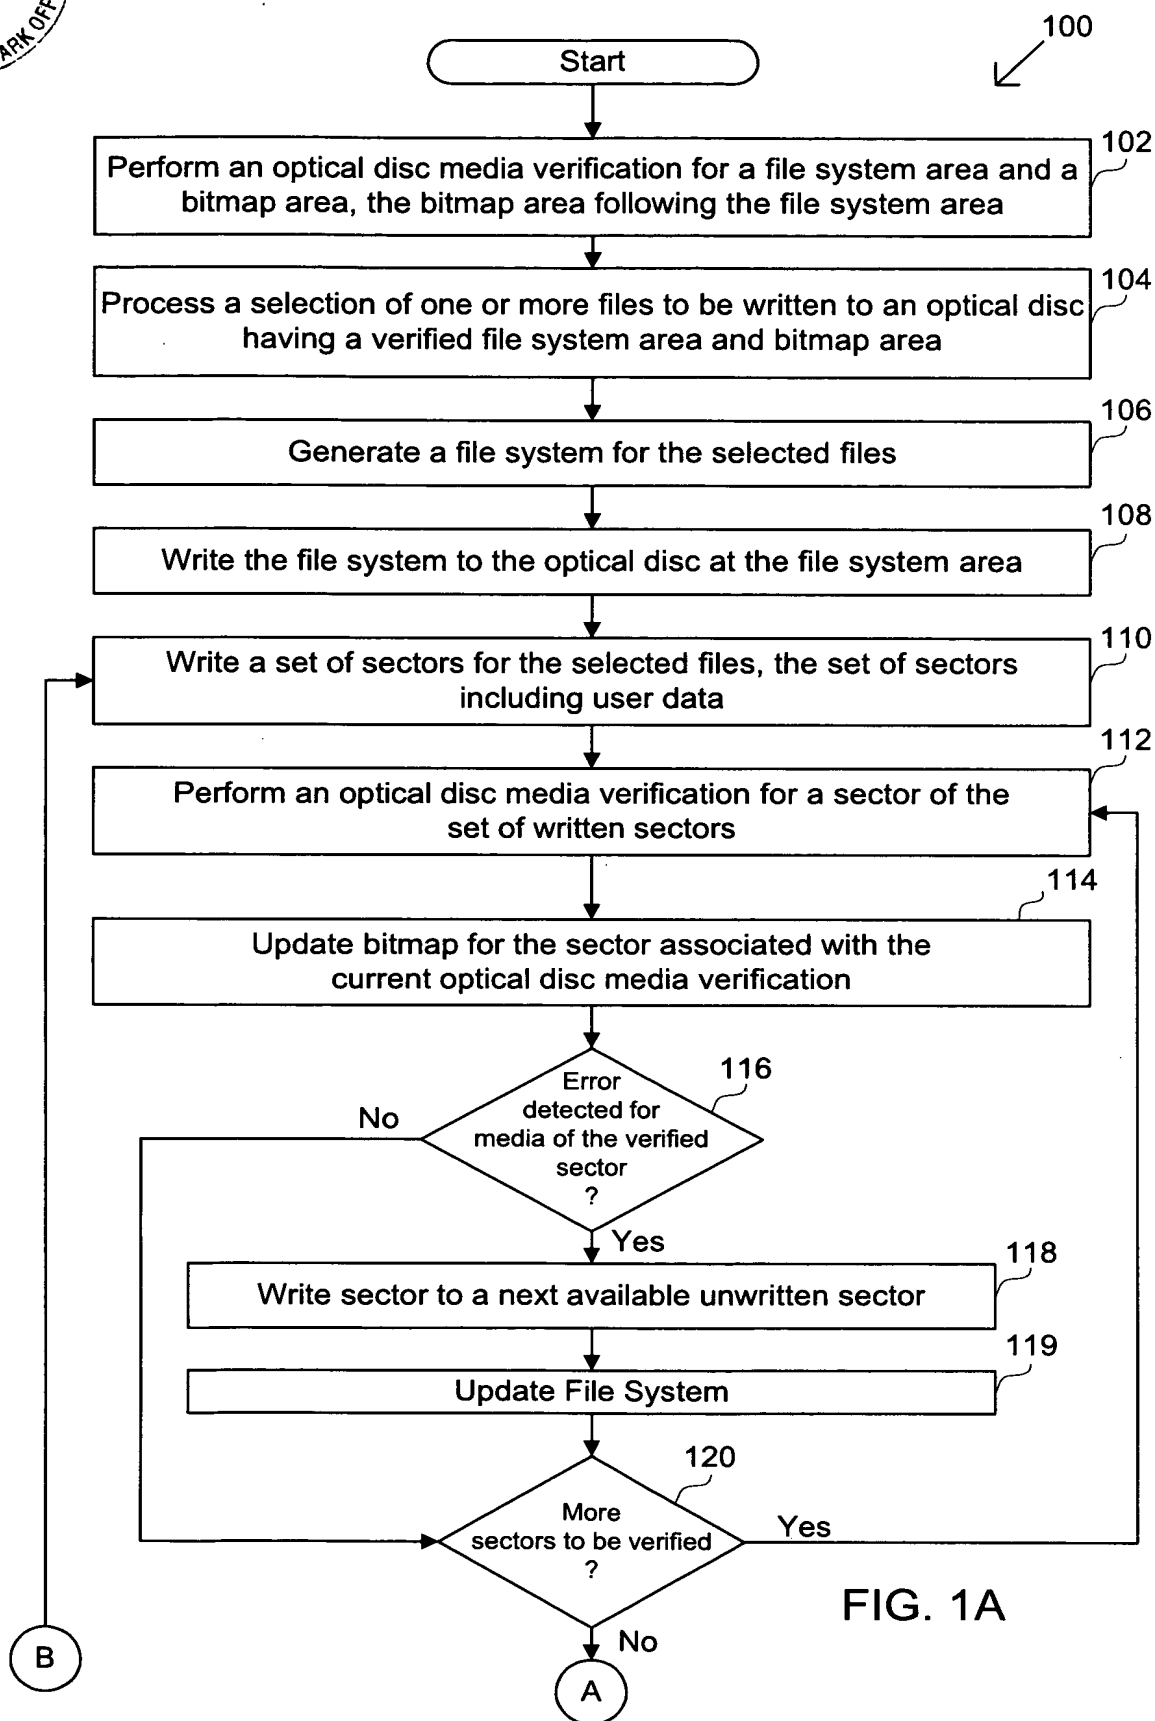 ARK OFF
100
Start
102
Perform an optical disc media verification for a file system area and a
bitmap area, the bitmap area following the file system area
104
Process a selection of one or more files to be written to an optical disc
having a verified file system area and bitmap area
106
Generate a file system for the selected files
108
Write the file system to the optical disc at the file system area
110
Write a set of sectors for the selected files, the set of sectors
including user data
112
Perform an optical disc media verification for a sector of the
set of written sectors
114
Update bitmap for the sector associated with the
current optical disc media verification
116
Error
detected for
media of the verified
sector
?
No
Yes
118
Write sector to a next available unwritten sector
119
Update File System
120
More
sectors to be verified
?
Yes
FIG. 1A
No
B
A